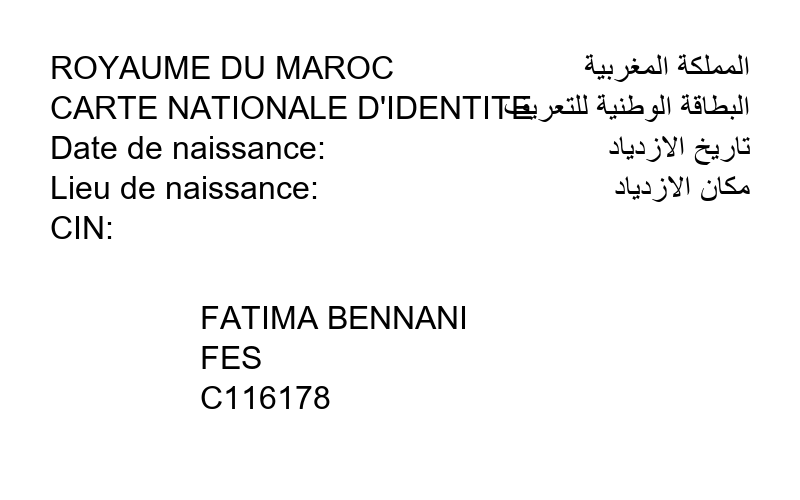 ROYAUME DU MAROC المملكة المغربية
CARTE NATIONALE D'IDENTITE البطاقة الوطنية للتعريف
Date de naissance: تاريخ الازدياد
Lieu de naissance: مكان الازدياد
CIN:
FATIMA BENNANI
FES
C116178